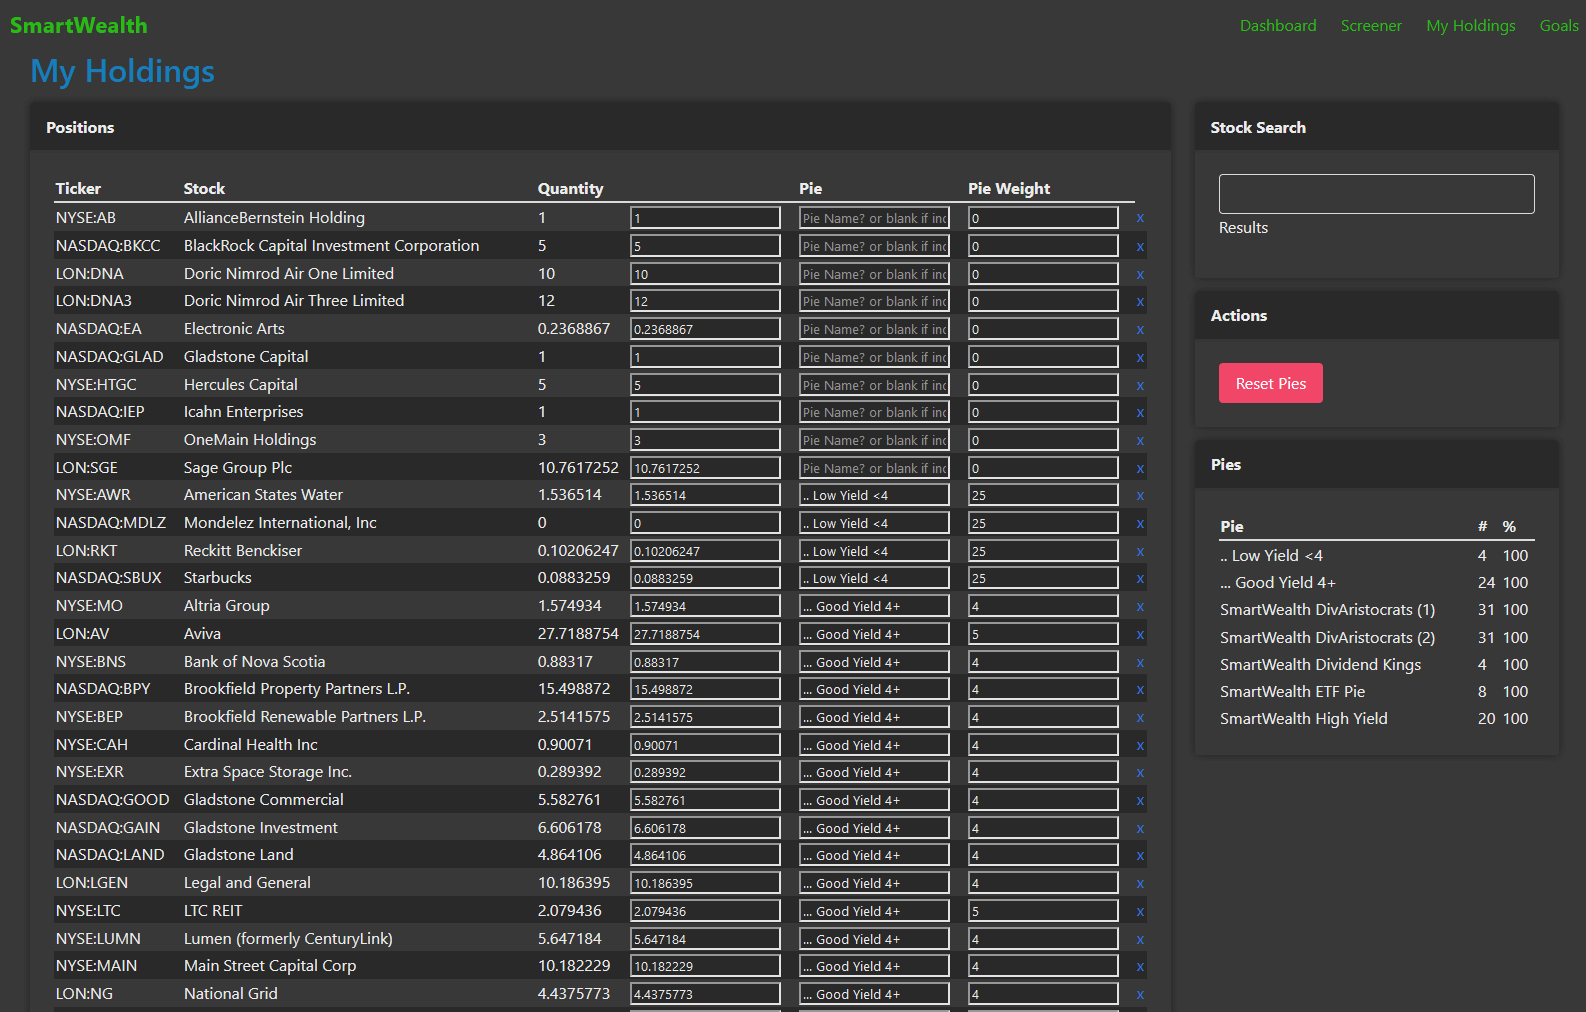 SmartWealth
Dashboard Screener My Holdings Goals
My Holdings
Positions
Ticker Stock Quantity Pie Pie Weight
NYSE:AB AllianceBernstein Holding 1 1 Pie Name? or blank if inc 0 x
NASDAQ:BKCC BlackRock Capital Investment Corporation 5 5 Pie Name? or blank if inc 0 x
LON:DNA Doric Nimrod Air One Limited 10 10 Pie Name? or blank if inc 0 x
LON:DNA3 Doric Nimrod Air Three Limited 12 12 Pie Name? or blank if inc 0 x
NASDAQ:EA Electronic Arts 0.2368867 0.2368867 Pie Name? or blank if inc 0 x
NASDAQ:GLAD Gladstone Capital 1 1 Pie Name? or blank if inc 0 x
NYSE:HTGC Hercules Capital 5 5 Pie Name? or blank if inc 0 x
NASDAQ:IEP Icahn Enterprises 1 1 Pie Name? or blank if inc 0 x
NYSE:OMF OneMain Holdings 3 3 Pie Name? or blank if inc 0 x
LON:SGE Sage Group Plc 10.7617252 10.7617252 Pie Name? or blank if inc 0 x
NYSE:AWR American States Water 1.536514 1.536514 .. Low Yield <4 25 x
NASDAQ:MDLZ Mondelez International, Inc 0 0 .. Low Yield <4 25 x
LON:RKT Reckitt Benckiser 0.10206247 0.10206247 .. Low Yield <4 25 x
NASDAQ:SBUX Starbucks 0.0883259 0.0883259 .. Low Yield <4 25 x
NYSE:MO Altria Group 1.574934 1.574934 ... Good Yield 4+ 4 x
LON:AV Aviva 27.7188754 27.7188754 ... Good Yield 4+ 5 x
NYSE:BNS Bank of Nova Scotia 0.88317 0.88317 ... Good Yield 4+ 4 x
NASDAQ:BPY Brookfield Property Partners L.P. 15.498872 15.498872 ... Good Yield 4+ 4 x
NYSE:BEP Brookfield Renewable Partners L.P. 2.5141575 2.5141575 ... Good Yield 4+ 4 x
NYSE:CAH Cardinal Health Inc 0.90071 0.90071 ... Good Yield 4+ 4 x
NYSE:EXR Extra Space Storage Inc. 0.289392 0.289392 ... Good Yield 4+ 4 x
NASDAQ:GOOD Gladstone Commercial 5.582761 5.582761 ... Good Yield 4+ 4 x
NASDAQ:GAIN Gladstone Investment 6.606178 6.606178 ... Good Yield 4+ 4 x
NASDAQ:LAND Gladstone Land 4.864106 4.864106 ... Good Yield 4+ 4 x
LON:LGEN Legal and General 10.186395 10.186395 ... Good Yield 4+ 4 x
NYSE:LTC LTC REIT 2.079436 2.079436 ... Good Yield 4+ 5 x
NYSE:LUMN Lumen (formerly CenturyLink) 5.647184 5.647184 ... Good Yield 4+ 4 x
NYSE:MAIN Main Street Capital Corp 10.182229 10.182229 ... Good Yield 4+ 4 x
LON:NG National Grid 4.4375773 4.4375773 ... Good Yield 4+ 4 x
Stock Search
Results
Actions
Reset Pies
Pies
Pie # %
.. Low Yield <4 4 100
... Good Yield 4+ 24 100
SmartWealth DivAristocrats (1) 31 100
SmartWealth DivAristocrats (2) 31 100
SmartWealth Dividend Kings 4 100
SmartWealth ETF Pie 8 100
SmartWealth High Yield 20 100